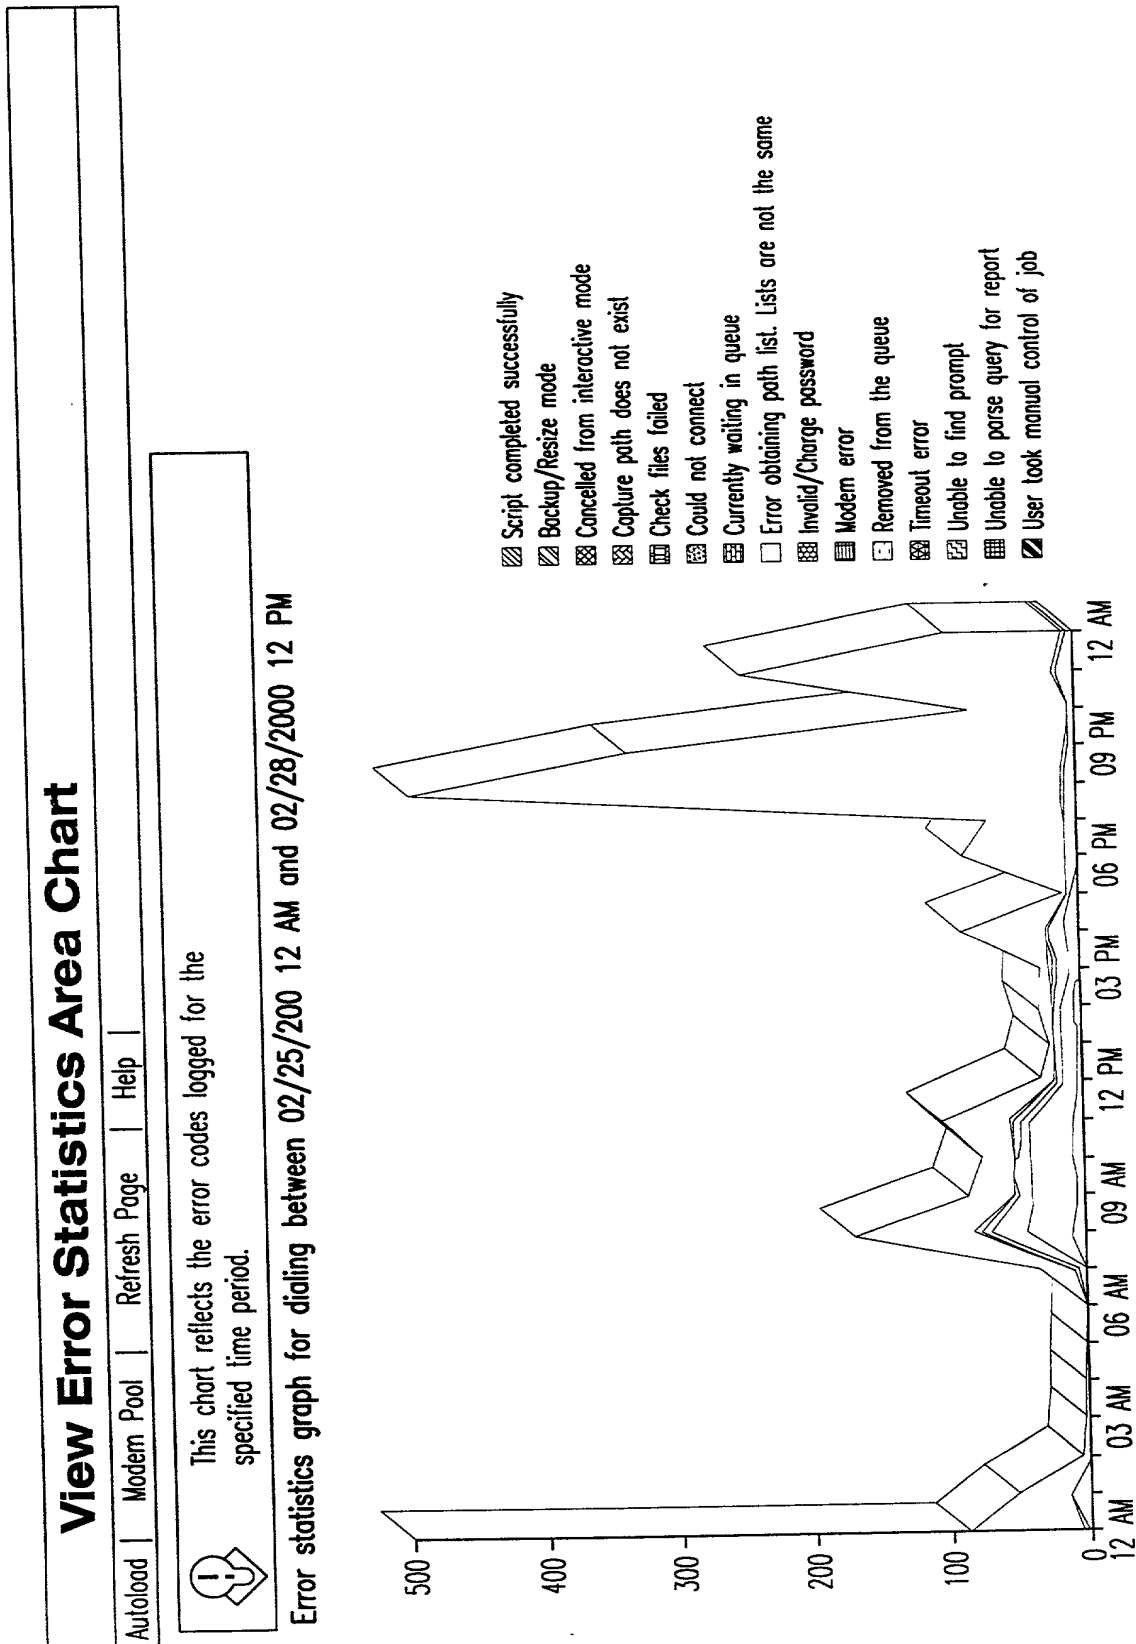 View Error Statistics Area Chart
Autoload | Modem Pool | Refresh Page | Help |
This chart reflects the error codes logged for the
specified time period.
Error statistics graph for dialing between 02/25/200 12 AM and 02/28/2000 12 PM
500
400
300
200
100
0
12 AM
03 AM
06 AM
09 AM
12 PM
03 PM
06 PM
09 PM
12 AM
Script completed successfully
Backup/Resize mode
Cancelled from interactive mode
Capture path does not exist
Check files failed
Could not connect
Currently waiting in queue
Error obtaining path list. Lists are not the same
Invalid/Charge password
Modem error
Removed from the queue
Timeout error
Unable to find prompt
Unable to parse query for report
User took manual control of job